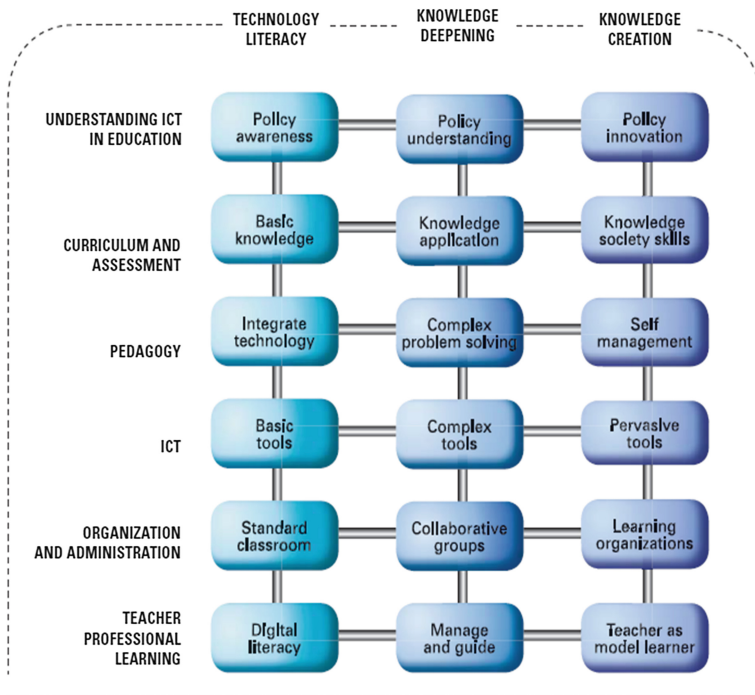 TECHNOLOGY
LITERACY
KNOWLEDGE
DEEPENING
KNOWLEDGE
CREATION
UNDERSTANDING ICT
IN EDUCATION
Policy
awareness
Policy
understanding
Policy
innovation
CURRICULUM AND
ASSESSMENT
Basic
knowledge
Knowledge
application
Knowledge
society skills
PEDAGOGY
Integrate
technology
Complex
problem solving
Self
management
ICT
Basic
tools
Complex
tools
Pervasive
tools
ORGANIZATION
AND ADMINISTRATION
Standard
classroom
Collaborative
groups
Learning
organizations
TEACHER
PROFESSIONAL
LEARNING
Digital
literacy
Manage
and guide
Teacher as
model learner